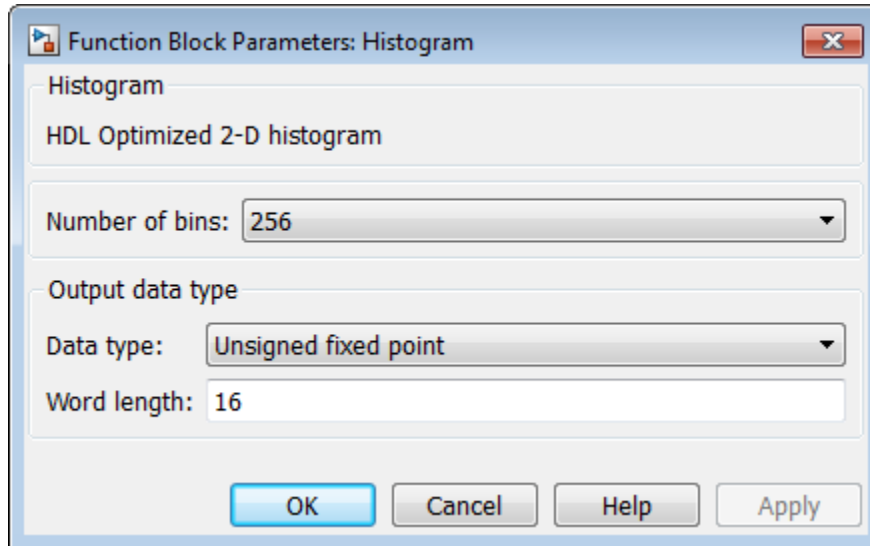 Function Block Parameters: Histogram
Histogram
HDL Optimized 2-D histogram
Number of bins: 256
Output data type
Data type: Unsigned fixed point
Word length: 16
OK Cancel Help Apply